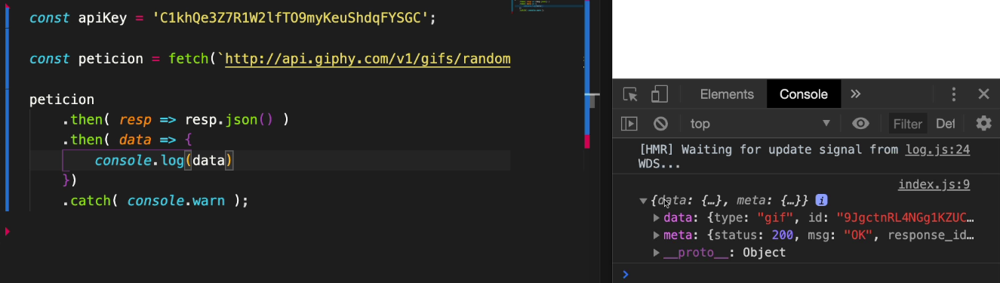 const apiKey = 'C1khQe3Z7R1W2lfTO9myKeuShdqFYSGC';
const peticion = fetch(`http://api.giphy.com/v1/gifs/random
peticion
.then( resp => resp.json() )
.then( data => {
console.log(data)
})
.catch( console.warn );
Elements
Console
top
Filter
Def
[HMR] Waiting for update signal from log.js:24
WDS...
index.js:9
{data: {…}, meta: {…}} i
data: {type: "gif", id: "9JgctnRL4NGg1KZUC…
meta: {status: 200, msg: "OK", response_id…
__proto__: Object